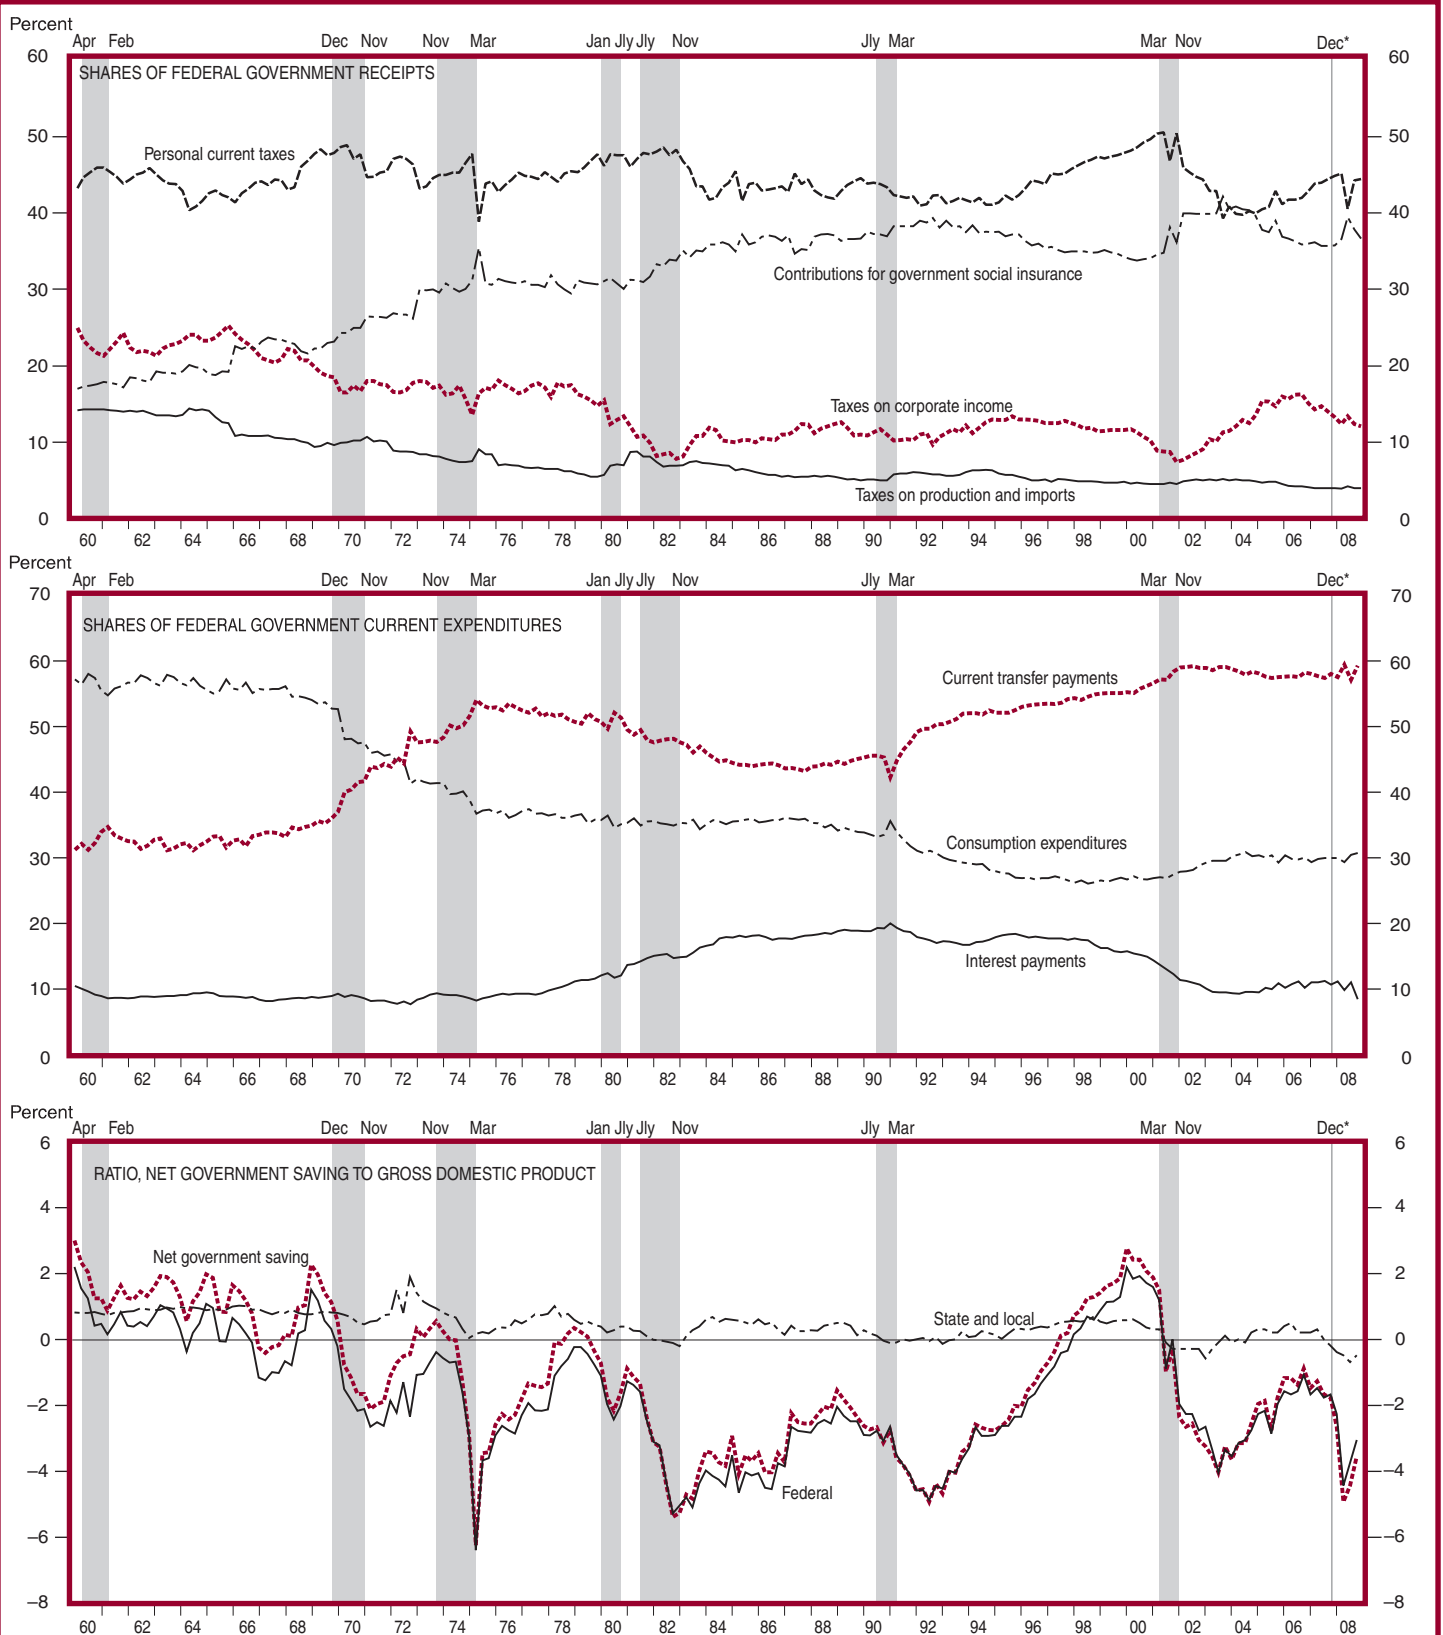 Percent
Apr Feb Dec Nov Nov Mar Jan Jly Jly Nov Jly Mar Mar Nov Dec*
60 60
SHARES OF FEDERAL GOVERNMENT RECEIPTS
50 50
Personal current taxes
40 40
Contributions for government social insurance
30 30
20 20
Taxes on corporate income
10 10
Taxes on production and imports
0 0
60 62 64 66 68 70 72 74 76 78 80 82 84 86 88 90 92 94 96 98 00 02 04 06 08
Percent
Apr Feb Dec Nov Nov Mar Jan Jly Jly Nov Jly Mar Mar Nov Dec*
70 70
SHARES OF FEDERAL GOVERNMENT CURRENT EXPENDITURES
60 60
Current transfer payments
50 50
40 40
Consumption expenditures
30 30
20 20
Interest payments
10 10
0 0
60 62 64 66 68 70 72 74 76 78 80 82 84 86 88 90 92 94 96 98 00 02 04 06 08
Percent
Apr Feb Dec Nov Nov Mar Jan Jly Jly Nov Jly Mar Mar Nov Dec*
6 6
RATIO, NET GOVERNMENT SAVING TO GROSS DOMESTIC PRODUCT
4 4
Net government saving
2 2
State and local
0 0
–2 –2
–4 –4
Federal
–6 –6
–8 –8
60 62 64 66 68 70 72 74 76 78 80 82 84 86 88 90 92 94 96 98 00 02 04 06 08